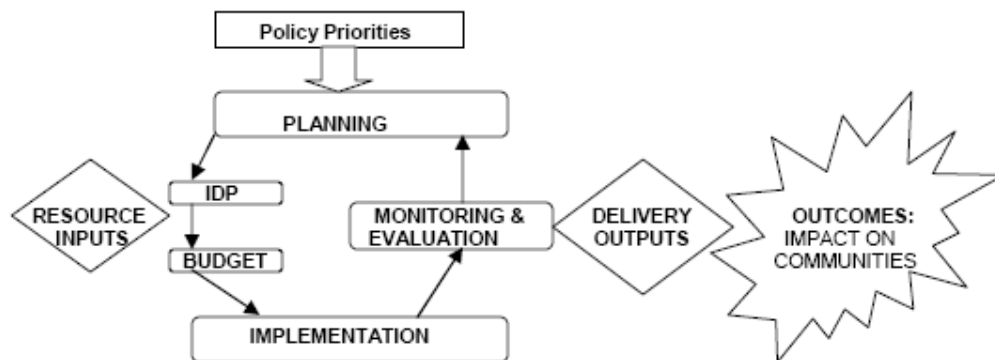 Policy Priorities
PLANNING
IDP
RESOURCE
INPUTS
BUDGET
MONITORING &
EVALUATION
DELIVERY
OUTPUTS
OUTCOMES:
IMPACT ON
COMMUNITIES
IMPLEMENTATION